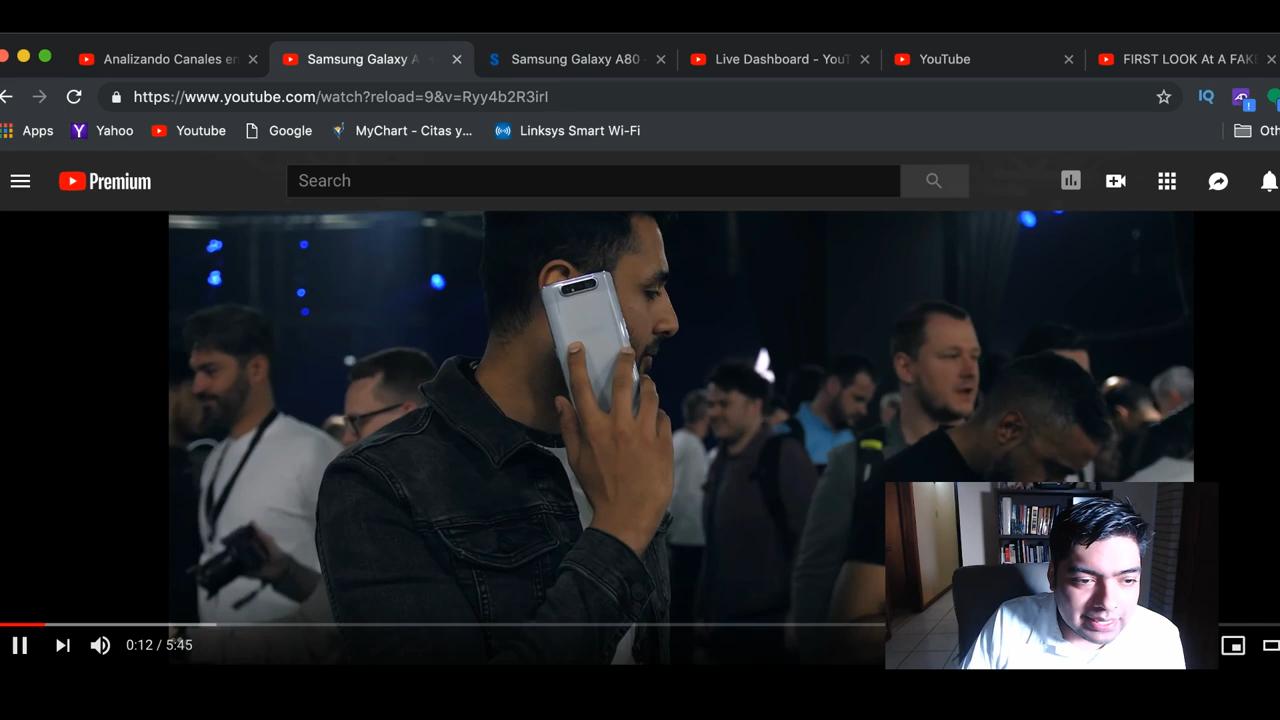 Analizando Canales en
Samsung Galaxy A
S Samsung Galaxy A80
Live Dashboard - YouT
YouTube
FIRST LOOK At A FAKE
https://www.youtube.com/watch?reload=9&v=Ryy4b2R3irI
IQ
Apps
Yahoo
Youtube
Google
MyChart - Citas y...
Linksys Smart Wi-Fi
Oth
Premium
Search
0:12 / 5:45